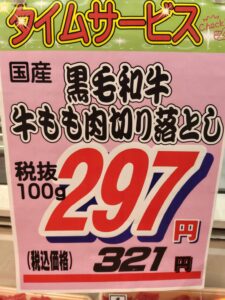 タイムサービス
check
国産
黒毛和牛
牛もも肉切り落とし
税抜
100g
297円
(税込価格) 321円